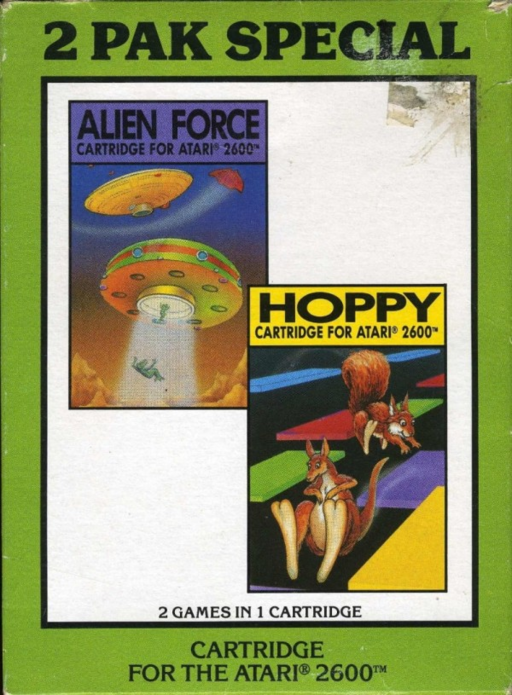 2 PAK SPECIAL
ALIEN FORCE
CARTRIDGE FOR ATARI® 2600™
HOPPY
CARTRIDGE FOR ATARI® 2600™
2 GAMES IN 1 CARTRIDGE
CARTRIDGE
FOR THE ATARI® 2600™